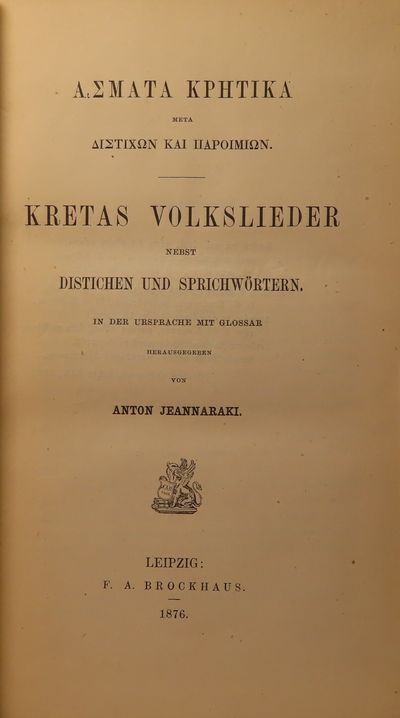 ᾼΣΜΑΤΑ ΚΡΗΤΙΚΑ
ΜΕΤΑ
ΔΙΣΤΙΧΩΝ ΚΑΙ ΠΑΡΟΙΜΙΩΝ.
KRETAS VOLKSLIEDER
NEBST
DISTICHEN UND SPRICHWÖRTERN.
IN DER URSPRACHE MIT GLOSSAR
HERAUSGEGEBEN
VON
ANTON JEANNARAKI.
LEIPZIG:
F. A. BROCKHAUS.
1876.